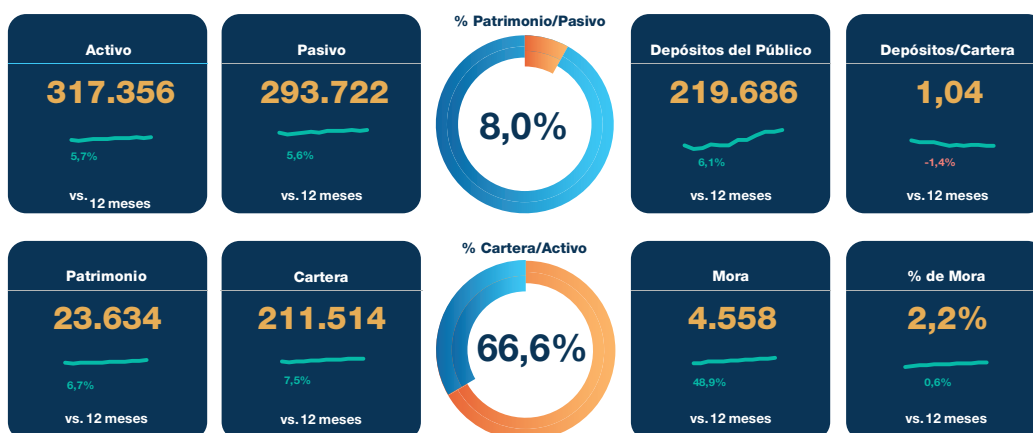 Activo
317.356
5,7%
vs. 12 meses
Pasivo
293.722
5,6%
vs. 12 meses
% Patrimonio/Pasivo
8,0%
Depósitos del Público
219.686
6,1%
vs. 12 meses
Depósitos/Cartera
1,04
-1,4%
vs. 12 meses
Patrimonio
23.634
6,7%
vs. 12 meses
Cartera
211.514
7,5%
vs. 12 meses
% Cartera/Activo
66,6%
Mora
4.558
48,9%
vs. 12 meses
% de Mora
2,2%
0,6%
vs. 12 meses